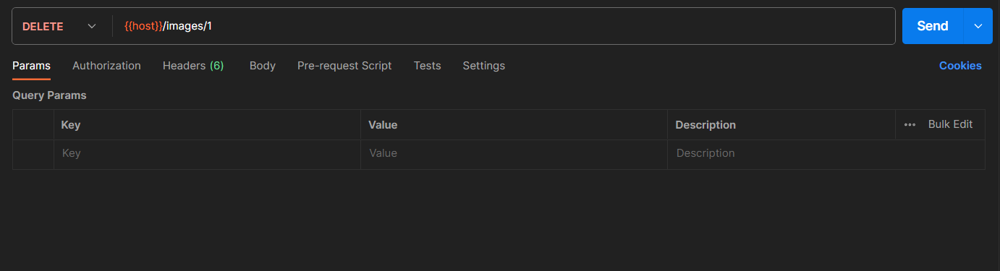 DELETE {{host}}/images/1 Send
Params Authorization Headers (6) Body Pre-request Script Tests Settings Cookies
Query Params
Key Value Description Bulk Edit
Key Value Description